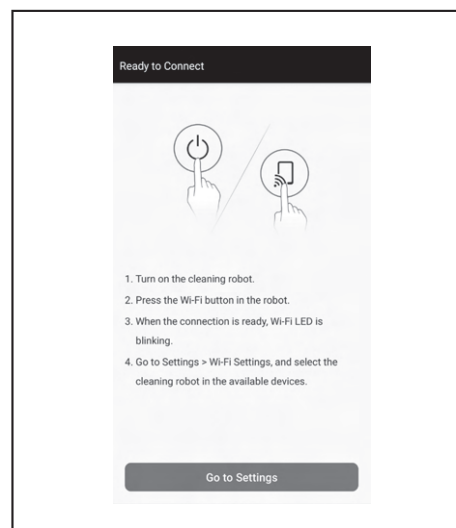 Ready to Connect
1. Turn on the cleaning robot.
2. Press the Wi-Fi button in the robot.
3. When the connection is ready, Wi-Fi LED is
blinking.
4. Go to Settings > Wi-Fi Settings, and select the
cleaning robot in the available devices.
Go to Settings